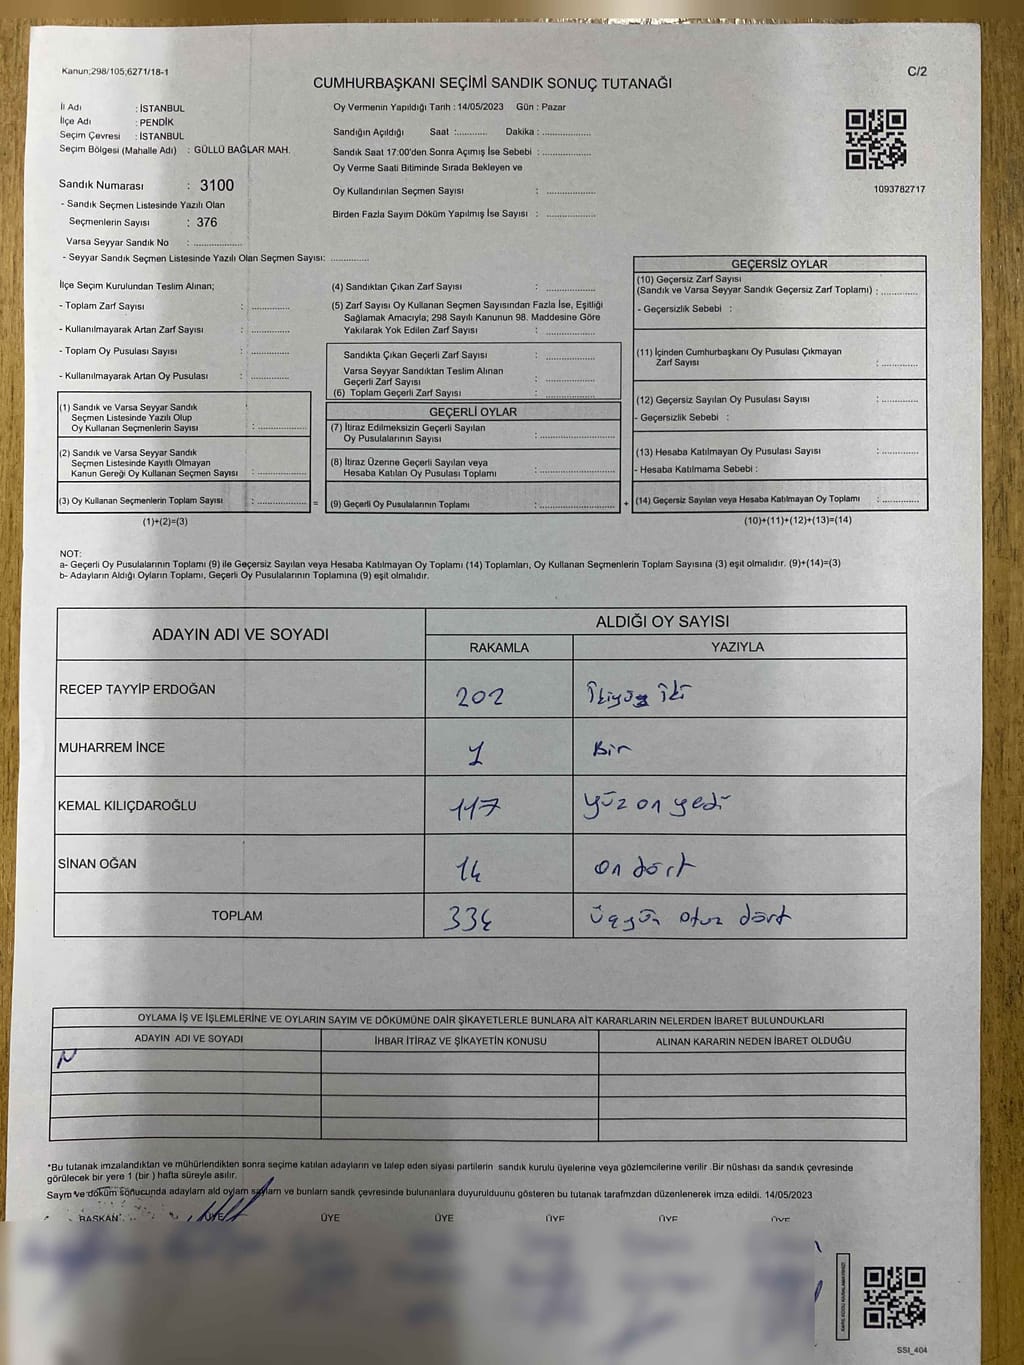 Kanun;298/105;6271/18-1
C/2
CUMHURBAŞKANI SEÇİMİ SANDIK SONUÇ TUTANAĞI
İl Adı : İSTANBUL
İlçe Adı : PENDİK
Seçim Çevresi : İSTANBUL
Seçim Bölgesi (Mahalle Adı) : GÜLLÜ BAĞLAR MAH.
Sandık Numarası : 3100
- Sandık Seçmen Listesinde Yazılı Olan
Seçmenlerin Sayısı : 376
Varsa Seyyar Sandık No : ................
- Seyyar Sandık Seçmen Listesinde Yazılı Olan Seçmen Sayısı: .............
Oy Vermenin Yapıldığı Tarih : 14/05/2023 Gün : Pazar
Sandığın Açıldığı Saat :........... Dakika : .................
Sandık Saat 17:00'den Sonra Açımış İse Sebebi : .................
Oy Verme Saati Bitiminde Sırada Bekleyen ve
Oy Kullandırılan Seçmen Sayısı : .................
Birden Fazla Sayım Döküm Yapılmış İse Sayısı : .................
1093782717
İlçe Seçim Kurulundan Teslim Alınan;
- Toplam Zarf Sayısı : .............
- Kullanılmayarak Artan Zarf Sayısı : .............
- Toplam Oy Pusulası Sayısı : .............
- Kullanılmayarak Artan Oy Pusulası : .............
(1) Sandık ve Varsa Seyyar Sandık
Seçmen Listesinde Yazılı Olup
Oy Kullanan Seçmenlerin Sayısı : .................
(2) Sandık ve Varsa Seyyar Sandık
Seçmen Listesinde Kayıtlı Olmayan
Kanun Gereği Oy Kullanan Seçmen Sayısı : .................
(3) Oy Kullanan Seçmenlerin Toplam Sayısı : ................. =
(1)+(2)=(3)
(4) Sandıktan Çıkan Zarf Sayısı : .................
(5) Zarf Sayısı Oy Kullanan Seçmen Sayısından Fazla İse, Eşitliği
Sağlamak Amacıyla; 298 Sayılı Kanunun 98. Maddesine Göre
Yakılarak Yok Edilen Zarf Sayısı : .................
Sandıkta Çıkan Geçerli Zarf Sayısı : .................
Varsa Seyyar Sandıktan Teslim Alınan
Geçerli Zarf Sayısı : .................
(6) Toplam Geçerli Zarf Sayısı : .................
GEÇERLİ OYLAR
(7) İtiraz Edilmeksizin Geçerli Sayılan
Oy Pusulalarının Sayısı : .................
(8) İtiraz Üzerine Geçerli Sayılan veya
Hesaba Katılan Oy Pusulası Toplamı : .................
(9) Geçerli Oy Pusulalarının Toplamı : ................. +
GEÇERSİZ OYLAR
(10) Geçersiz Zarf Sayısı
(Sandık ve Varsa Seyyar Sandık Geçersiz Zarf Toplamı) : .............
- Geçersizlik Sebebi :
(11) İçinden Cumhurbaşkanı Oy Pusulası Çıkmayan
Zarf Sayısı : .............
(12) Geçersiz Sayılan Oy Pusulası Sayısı : .............
- Geçersizlik Sebebi :
(13) Hesaba Katılmayan Oy Pusulası Sayısı : .............
- Hesaba Katılmama Sebebi :
(14) Geçersiz Sayılan veya Hesaba Katılmayan Oy Toplamı : .............
(10)+(11)+(12)+(13)=(14)
NOT:
a- Geçerli Oy Pusulalarının Toplamı (9) ile Geçersiz Sayılan veya Hesaba Katılmayan Oy Toplamı (14) Toplamları, Oy Kullanan Seçmenlerin Toplam Sayısına (3) eşit olmalıdır. (9)+(14)=(3)
b- Adayların Aldığı Oyların Toplamı, Geçerli Oy Pusulalarının Toplamına (9) eşit olmalıdır.
ADAYIN ADI VE SOYADI ALDIĞI OY SAYISI
RAKAMLA YAZIYLA
RECEP TAYYİP ERDOĞAN 202 İkiyüz iki
MUHARREM İNCE 1 Bir
KEMAL KILIÇDAROĞLU 117 yüz on yedi
SİNAN OĞAN 14 on dört
TOPLAM 334 üçyüz otuz dört
OYLAMA İŞ VE İŞLEMLERİNE VE OYLARIN SAYIM VE DÖKÜMÜNE DAİR ŞİKAYETLERLE BUNLARA AİT KARARLARIN NELERDEN İBARET BULUNDUKLARI
ADAYIN ADI VE SOYADI İHBAR İTİRAZ VE ŞİKAYETİN KONUSU ALINAN KARARIN NEDEN İBARET OLDUĞU
*Bu tutanak imzalandıktan ve mühürlendikten sonra seçime katılan adayların ve talep eden siyasi partilerin sandık kurulu üyelerine veya gözlemcilerine verilir .Bir nüshası da sandık çevresinde
görülecek bir yere 1 (bir ) hafta süreyle asılır.
Sayım ve döküm sonucunda adayların ald oyların sayların ve bunların sandk çevresinde bulunanlara duyurulduunu gösteren bu tutanak tarafmzdan düzenlenerek imza edildi. 14/05/2023
BAŞKAN ÜYE ÜYE ÜYE ÜYE ÜYE ÜYE
SSI_404